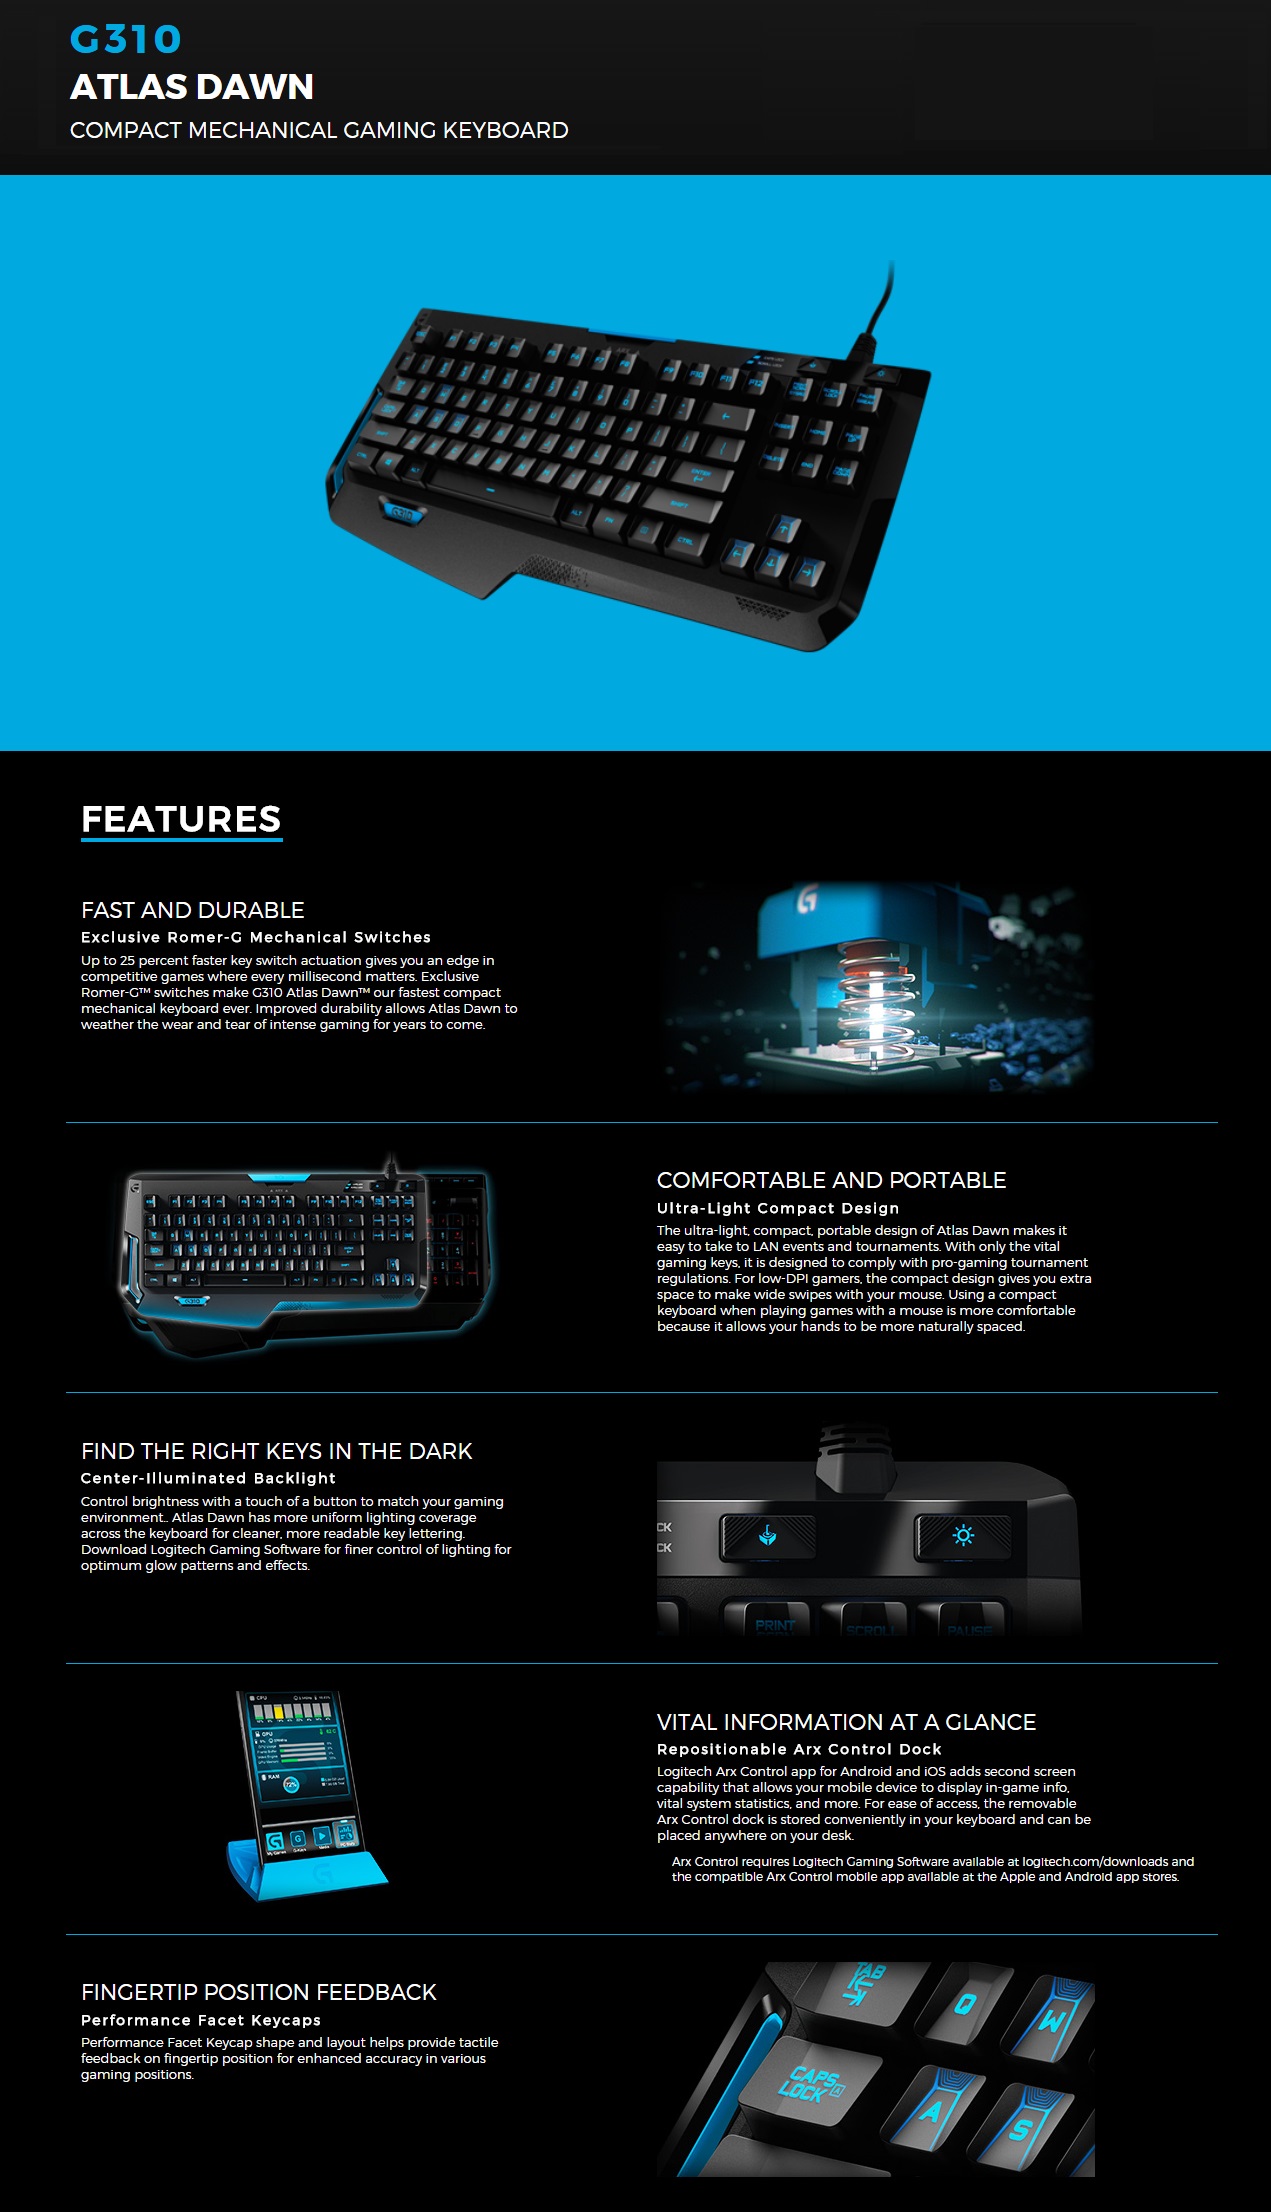 G310
ATLAS DAWN
COMPACT MECHANICAL GAMING KEYBOARD
G310
FEATURES
FAST AND DURABLE
Exclusive Romer-G Mechanical Switches
Up to 25 percent faster key switch actuation gives you an edge in
competitive games where every millisecond matters. Exclusive
Romer-G™ switches make G310 Atlas Dawn™ our fastest compact
mechanical keyboard ever. Improved durability allows Atlas Dawn to
weather the wear and tear of intense gaming for years to come.
COMFORTABLE AND PORTABLE
Ultra-Light Compact Design
The ultra-light, compact, portable design of Atlas Dawn makes it
easy to take to LAN events and tournaments. With only the vital
gaming keys, it is designed to comply with pro-gaming tournament
regulations. For low-DPI gamers, the compact design gives you extra
space to make wide swipes with your mouse. Using a compact
keyboard when playing games with a mouse is more comfortable
because it allows your hands to be more naturally spaced.
G310
FIND THE RIGHT KEYS IN THE DARK
Center-Illuminated Backlight
Control brightness with a touch of a button to match your gaming
environment.. Atlas Dawn has more uniform lighting coverage
across the keyboard for cleaner, more readable key lettering.
Download Logitech Gaming Software for finer control of lighting for
optimum glow patterns and effects.
CK
CK
PRINT
SCROLL
PAUSE
CPU
GPU
RAM
72%
VITAL INFORMATION AT A GLANCE
Repositionable Arx Control Dock
Logitech Arx Control app for Android and iOS adds second screen
capability that allows your mobile device to display in-game info,
vital system statistics, and more. For ease of access, the removable
Arx Control dock is stored conveniently in your keyboard and can be
placed anywhere on your desk.
Arx Control requires Logitech Gaming Software available at logitech.com/downloads and
the compatible Arx Control mobile app available at the Apple and Android app stores.
FINGERTIP POSITION FEEDBACK
Performance Facet Keycaps
Performance Facet Keycap shape and layout helps provide tactile
feedback on fingertip position for enhanced accuracy in various
gaming positions.
TAB
Q
W
CAPS
LOCK A
A
S